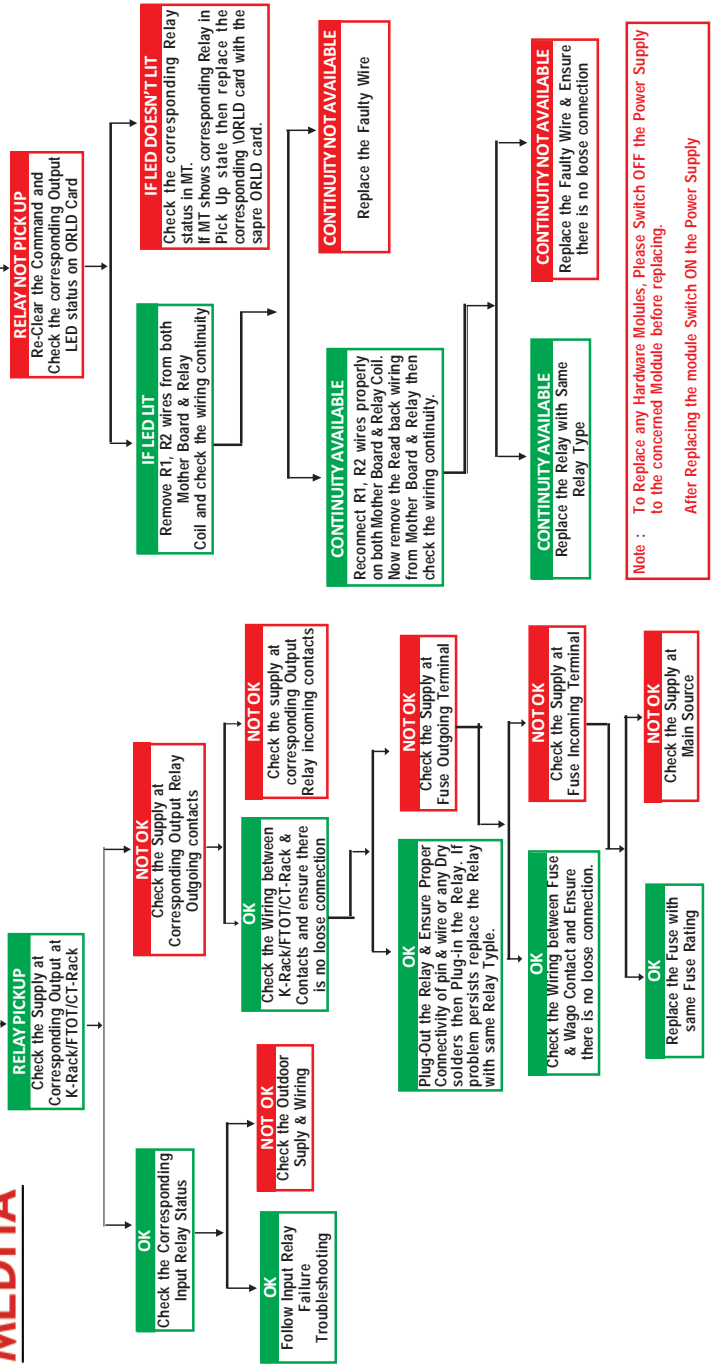 MEDHA
RELAY PICKUP
Check the Supply at
Corresponding Output at
K-Rack/FTOT/CT-Rack
OK
Check the Corresponding
Input Relay Status
NOT OK
Check the Supply at
Corresponding Output Relay
Outgoing contacts
OK
Follow Input Relay
Failure
Troubleshooting
NOT OK
Check the Outdoor
Suply & Wiring
OK
Check the Wiring between
K-Rack/FTOT/CT-Rack &
Contacts and ensure there
is no loose connection
NOT OK
Check the supply at
corresponding Output
Relay incoming contacts
OK
Plug-Out the Relay & Ensure Proper
Connectivity of pin & wire or any Dry
solders then Plug-in the Relay. If
problem persists replace the Relay
with same Relay Typle.
NOT OK
Check the Supply at
Fuse Outgoing Terminal
OK
Check the Wiring between Fuse
& Wago Contact and Ensure
there is no loose connection.
NOT OK
Check the Supply at
Fuse Incoming Terminal
OK
Replace the Fuse with
same Fuse Rating
NOT OK
Check the Supply at
Main Source
RELAY NOT PICK UP
Re-Clear the Command and
Check the corresponding Output
LED status on ORLD Card
IF LED LIT
Remove R1, R2 wires from both
Mother Board & Relay
Coil and check the wiring continuity
IF LED DOESN'T LIT
Check the corresponding Relay
status in MT.
If MT shows corresponding Relay in
Pick Up state then replace the
corresponding \ORLD card with the
sapre ORLD card.
CONTINUITY AVAILABLE
Reconnect R1, R2 wires properly
on both Mother Board & Relay Coil.
Now remove the Read back wiring
from Mother Board & Relay then
check the wiring continuity.
CONTINUITY NOT AVAILABLE
Replace the Faulty Wire
CONTINUITY AVAILABLE
Replace the Relay with Same
Relay Type
CONTINUITY NOT AVAILABLE
Replace the Faulty Wire & Ensure
there is no loose connection
Note : To Replace any Hardware Molules, Please Switch OFF the Power Supply
to the concerned Moldule before replacing.
After Replacing the module Switch ON the Power Supply